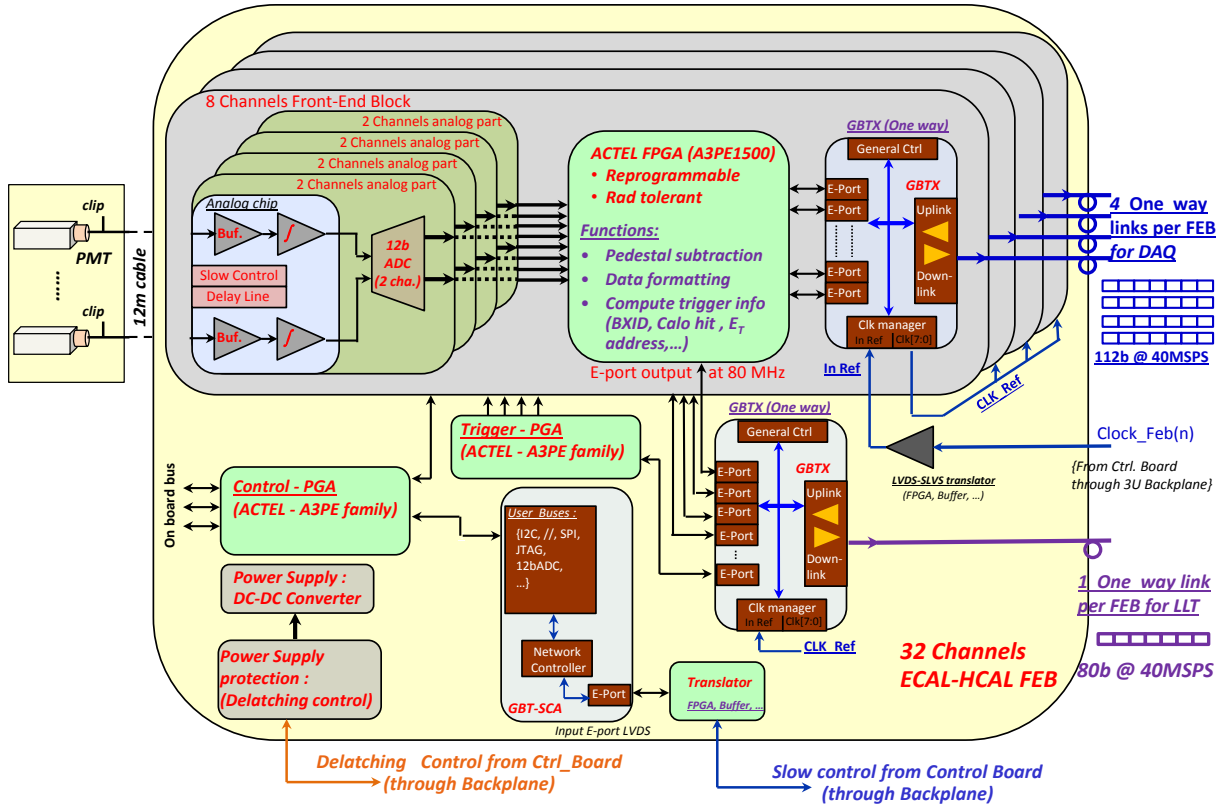 8 Channels Front-End Block
2 Channels analog part
2 Channels analog part
2 Channels analog part
2 Channels analog part
Analog chip
Buf.
∫
Slow Control
Delay Line
Buf.
∫
12b
ADC
(2 cha.)
clip
PMT
......
clip
12m cable
ACTEL FPGA (A3PE1500)
• Reprogrammable
• Rad tolerant
Functions:
• Pedestal subtraction
• Data formatting
• Compute trigger info
(BXID, Calo hit , ET
address,…)
E-port output at 80 MHz
GBTX (One way)
General Ctrl
GBTX
E-Port
E-Port
E-Port
E-Port
Uplink
Down-
link
Clk manager
In Ref
Clk[7:0]
In Ref
CLK_Ref
4 One way
links per FEB
for DAQ
112b @ 40MSPS
Clock_Feb(n)
{From Ctrl. Board
through 3U Backplane}
LVDS-SLVS translator
(FPGA, Buffer, …)
Trigger - PGA
(ACTEL - A3PE family)
Control - PGA
(ACTEL - A3PE family)
On board bus
GBTX (One way)
General Ctrl
GBTX
E-Port
E-Port
E-Port
E-Port
...
E-Port
Uplink
Down-
link
Clk manager
In Ref
Clk[7:0]
CLK_Ref
1 One way link
per FEB for LLT
80b @ 40MSPS
User Buses :
{I2C, //, SPI,
JTAG,
12bADC,
…}
Network
Controller
E-Port
GBT-SCA
Input E-port LVDS
Power Supply :
DC-DC Converter
Power Supply
protection :
(Delatching control)
Translator
FPGA, Buffer, …
32 Channels
ECAL-HCAL FEB
Delatching Control from Ctrl_Board
(through Backplane)
Slow control from Control Board
(through Backplane)